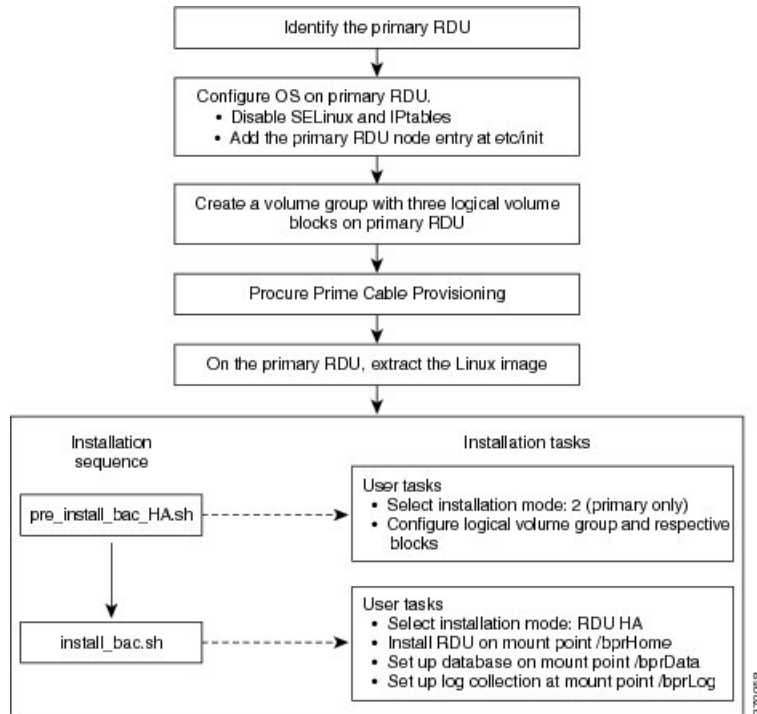 Identify the primary RDU
Configure OS on primary RDU.
• Disable SELinux and IPtables
• Add the primary RDU node entry at etc/init
Create a volume group with three logical volume
blocks on primary RDU
Procure Prime Cable Provisioning
On the primary RDU, extract the Linux image
Installation
sequence
Installation tasks
pre_install_bac_HA.sh
User tasks
• Select installation mode: 2 (primary only)
• Configure logical volume group and respective
blocks
install_bac.sh
User tasks
• Select installation mode: RDU HA
• Install RDU on mount point /bprHome
• Set up database on mount point /bprData
• Set up log collection at mount point /bprLog